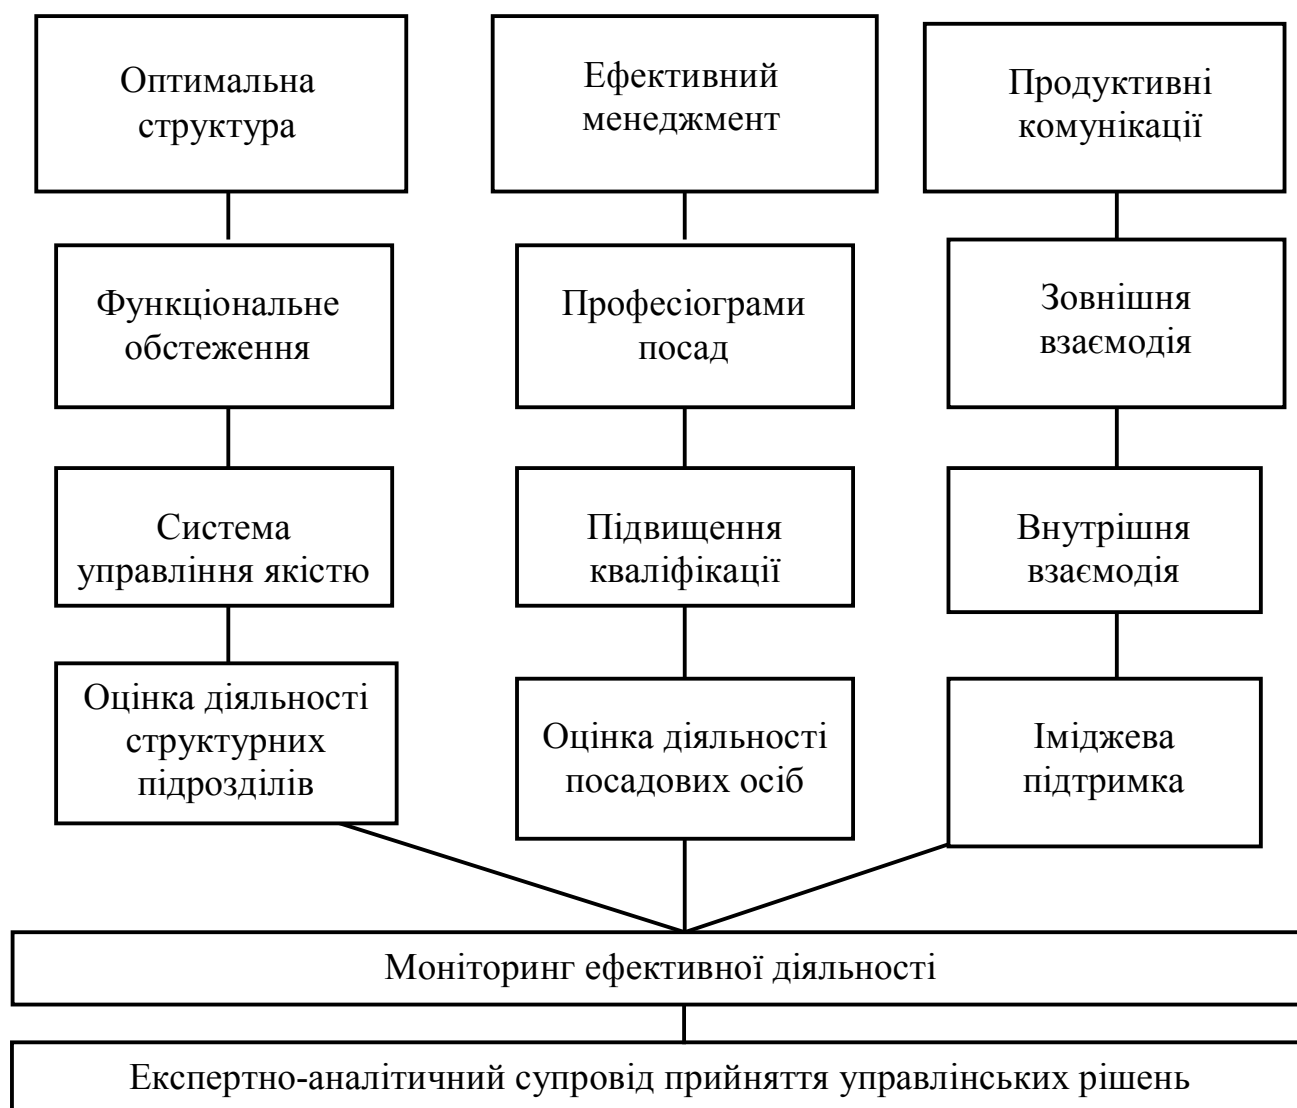 Оптимальна
структура
Ефективний
менеджмент
Продуктивні
комунікації
Функціональне
обстеження
Професіограми
посад
Зовнішня
взаємодія
Система
управління якістю
Підвищення
кваліфікації
Внутрішня
взаємодія
Оцінка діяльності
структурних
підрозділів
Оцінка діяльності
посадових осіб
Іміджева
підтримка
Моніторинг ефективної діяльності
Експертно-аналітичний супровід прийняття управлінських рішень